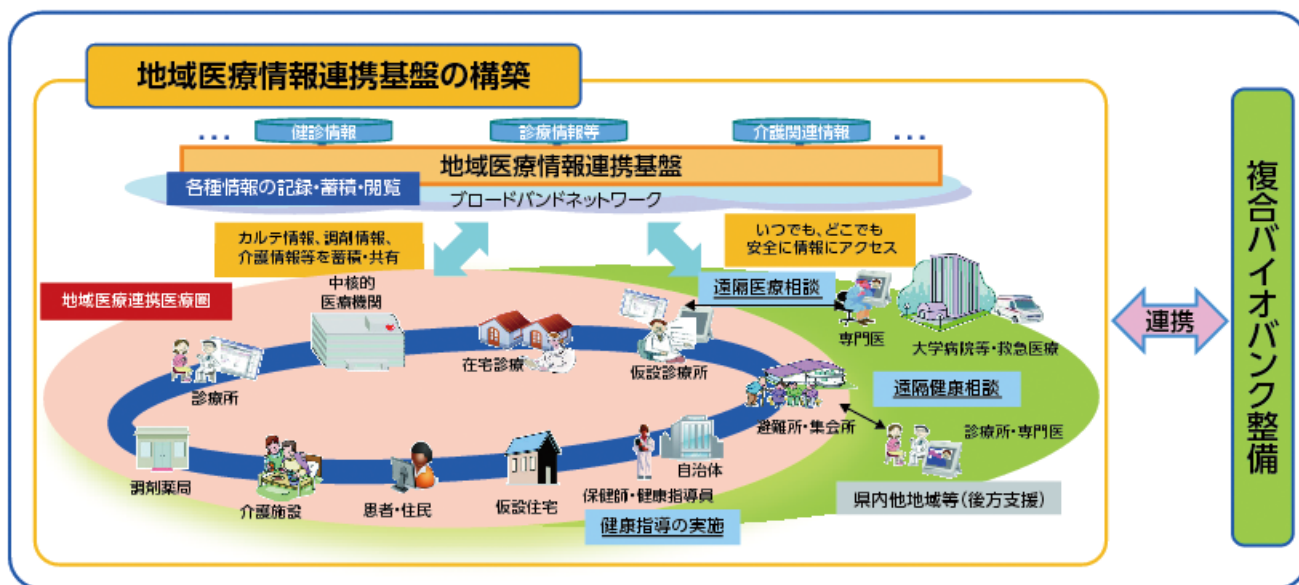 地域医療情報連携基盤の構築
･･･
健診情報
診療情報等
介護関連情報
･･･
地域医療情報連携基盤
各種情報の記録・蓄積・閲覧
ブロードバンドネットワーク
カルテ情報、調剤情報、
介護情報等を蓄積・共有
いつでも、どこでも
安全に情報にアクセス
地域医療連携医療圏
中核的
医療機関
遠隔医療相談
専門医
大学病院等・救急医療
診療所
在宅診療
仮設診療所
遠隔健康相談
避難所・集会所
診療所・専門医
調剤薬局
介護施設
患者・住民
仮設住宅
自治体
保健師・健康指導員
健康指導の実施
県内他地域等（後方支援）
連携
複合バイオバンク整備